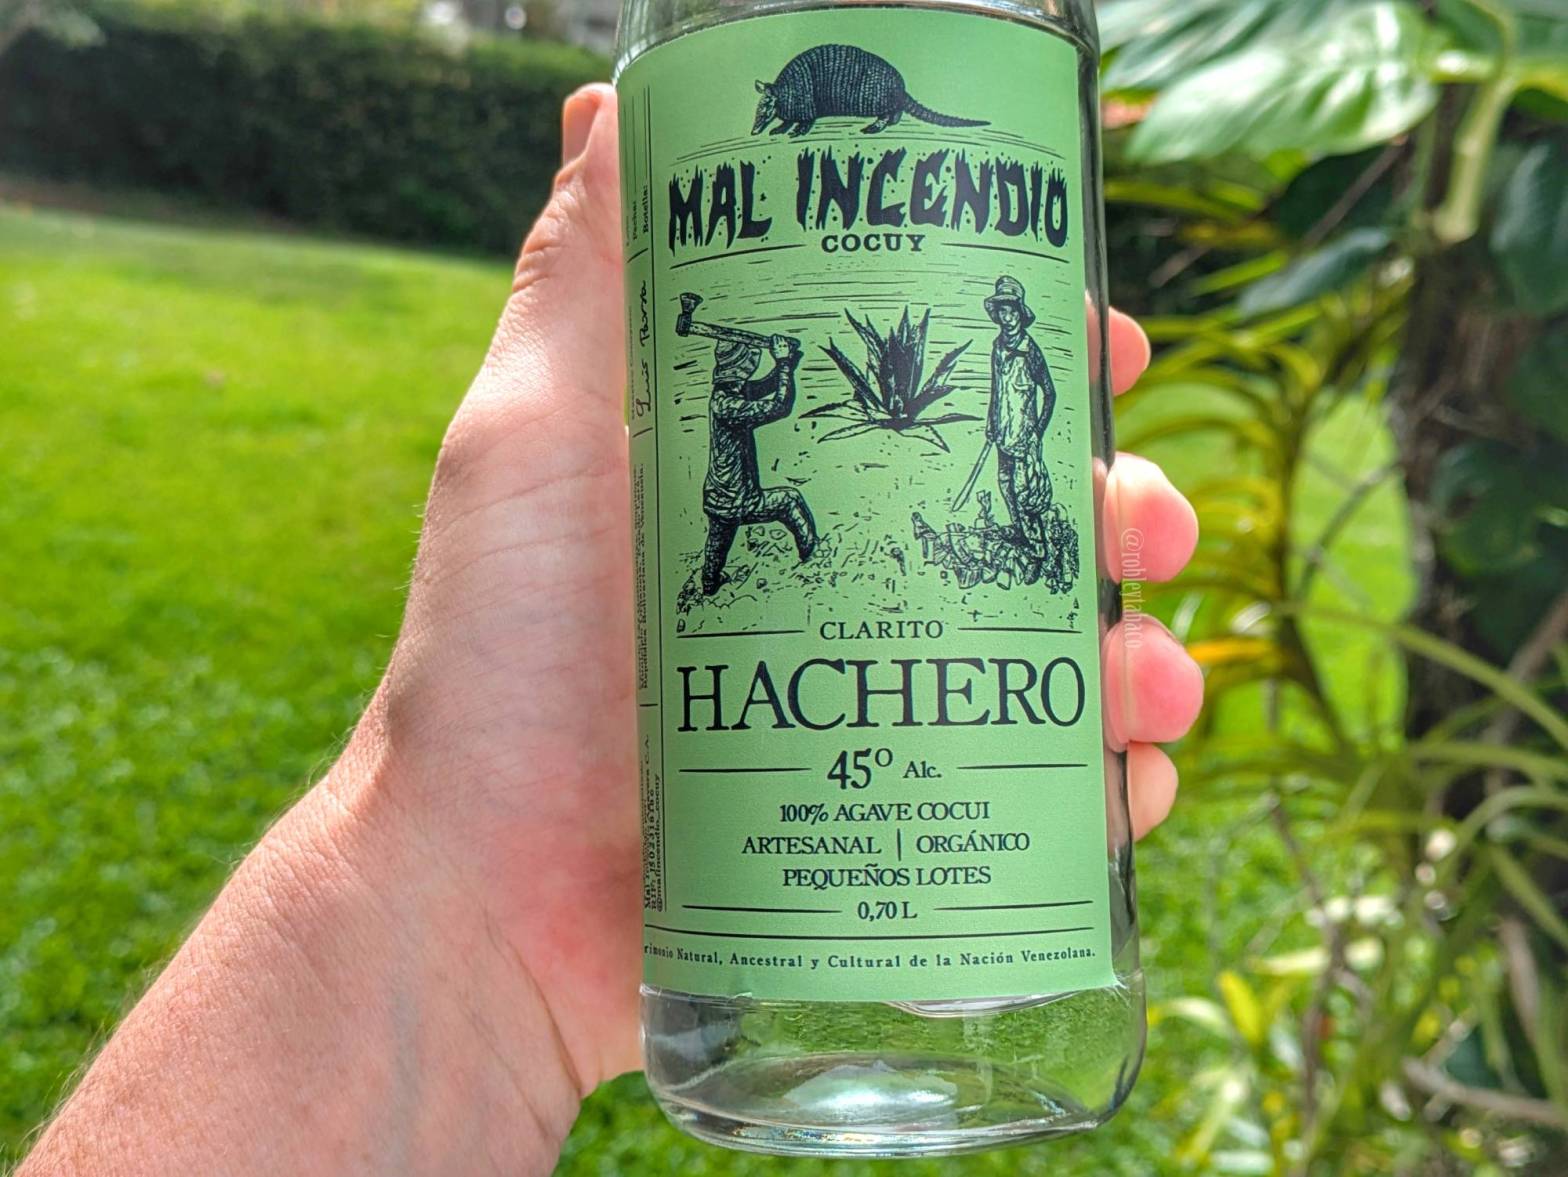 MAL INCENDIO
COCUY
CLARITO
HACHERO
45º Alc.
100% AGAVE COCUI
ARTESANAL | ORGÁNICO
PEQUEÑOS LOTES
0,70 L
Natural, Ancestral y Cultural de la Nación Venezolana.